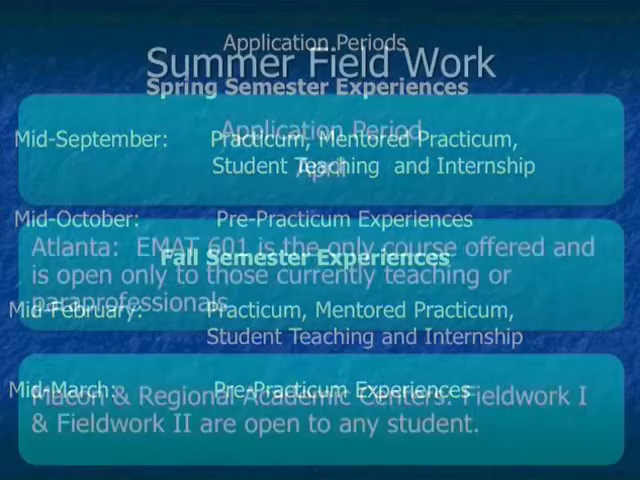 Application Periods
Summer Field Work
Spring Semester Experiences
Application Period
Mid-September: Practicum, Mentored Practicum,
Student Teaching and Internship
April
Mid-October: Pre-Practicum Experiences
Atlanta: EMAT 601 is the only course offered and
Fall Semester Experiences
is open only to those currently teaching or
paraprofessionals
Mid-February: Practicum, Mentored Practicum,
Student Teaching and Internship
Mid-March: Pre-Practicum Experiences
Macon & Regional Academic Centers: Fieldwork I
& Fieldwork II are open to any student.